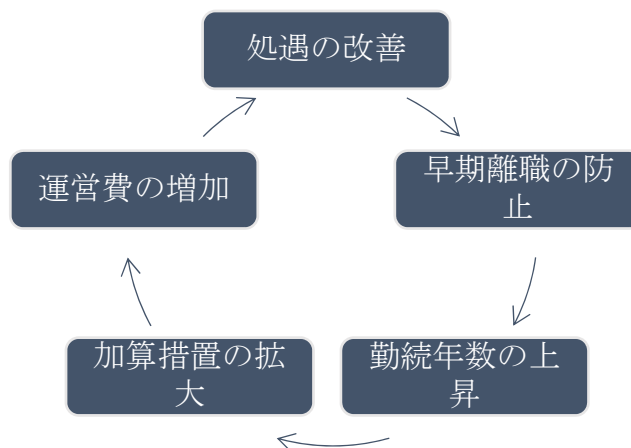 処遇の改善
早期離職の防
止
勤続年数の上
昇
加算措置の拡
大
運営費の増加